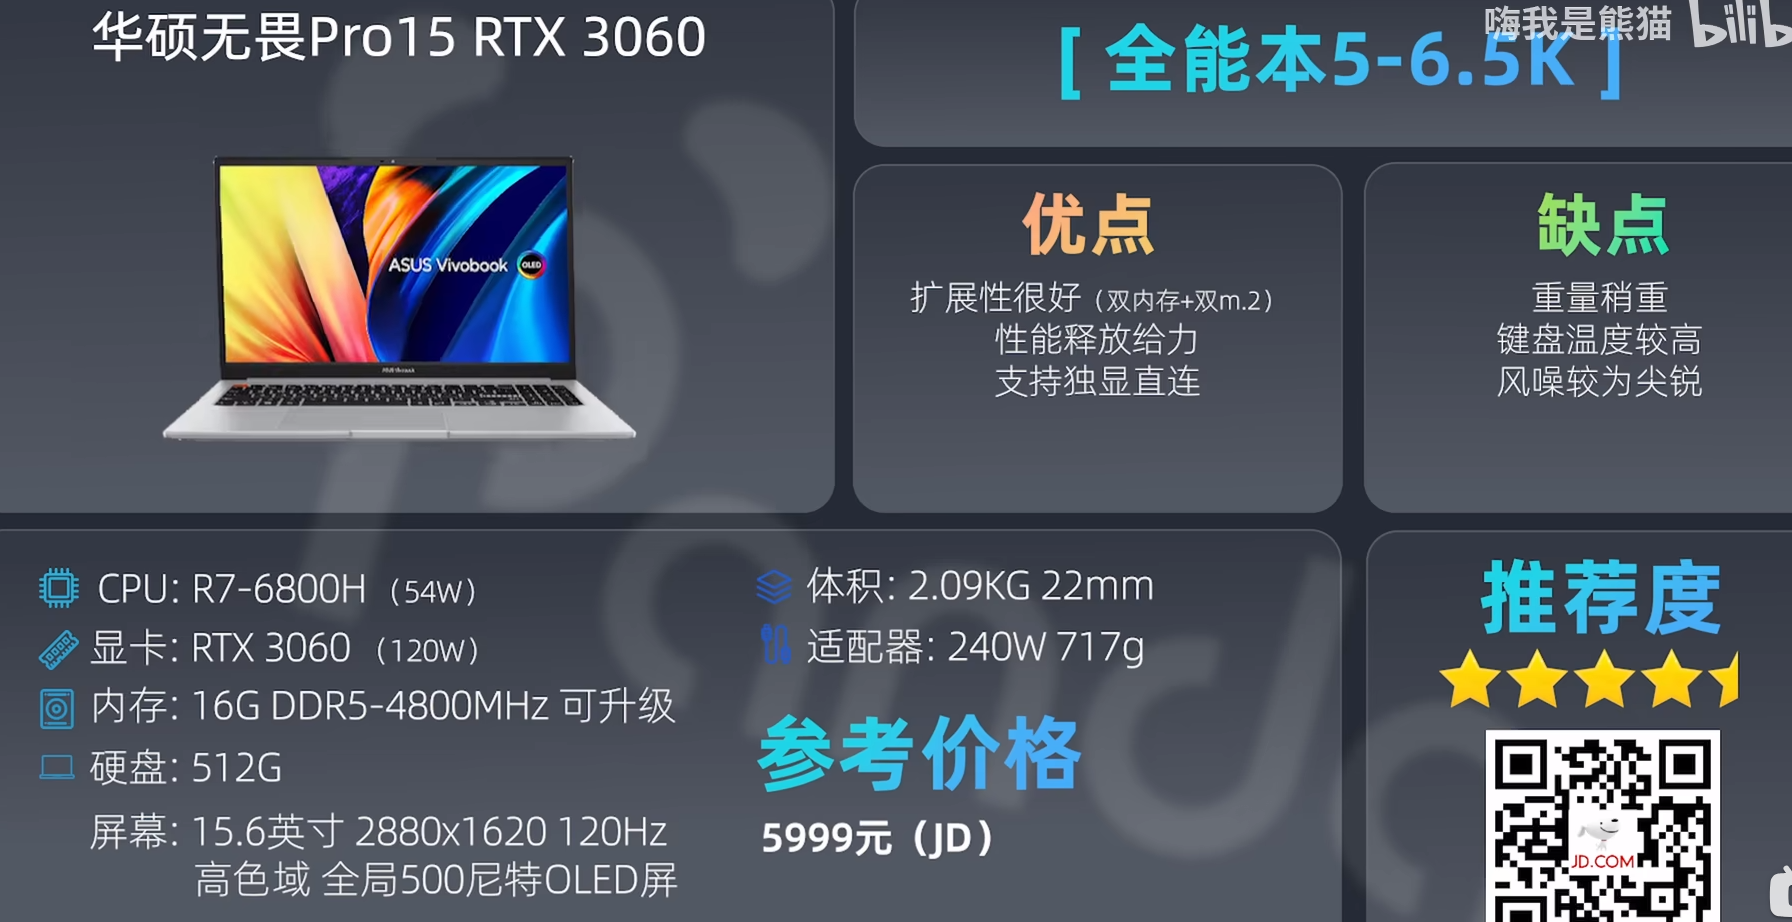 华硕无畏Pro15 RTX 3060
ASUS Vivobook OLED
[ 全能本5-6.5K ]
嗨我是熊猫
优点
扩展性很好（双内存+双m.2）
性能释放给力
支持独显直连
缺点
重量稍重
键盘温度较高
风噪较为尖锐
CPU: R7-6800H（54W）
显卡: RTX 3060（120W）
内存: 16G DDR5-4800MHz 可升级
硬盘: 512G
屏幕: 15.6英寸 2880x1620 120Hz
高色域 全局500尼特OLED屏
体积: 2.09KG 22mm
适配器: 240W 717g
参考价格
5999元（JD）
推荐度
JD.COM